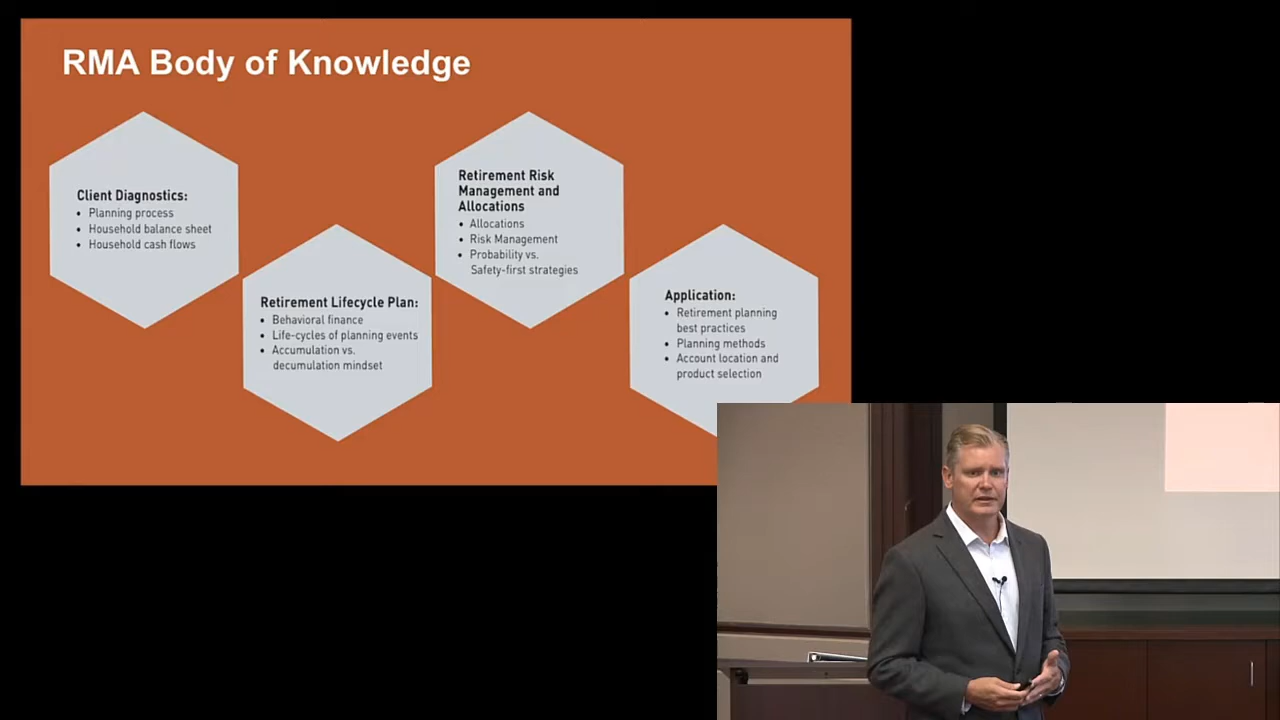 RMA Body of Knowledge
Client Diagnostics:
• Planning process
• Household balance sheet
• Household cash flows
Retirement Lifecycle Plan:
• Behavioral finance
• Life-cycles of planning events
• Accumulation vs.
decumulation mindset
Retirement Risk
Management and
Allocations
• Allocations
• Risk Management
• Probability vs.
Safety-first strategies
Application:
• Retirement planning
best practices
• Planning methods
• Account location and
product selection